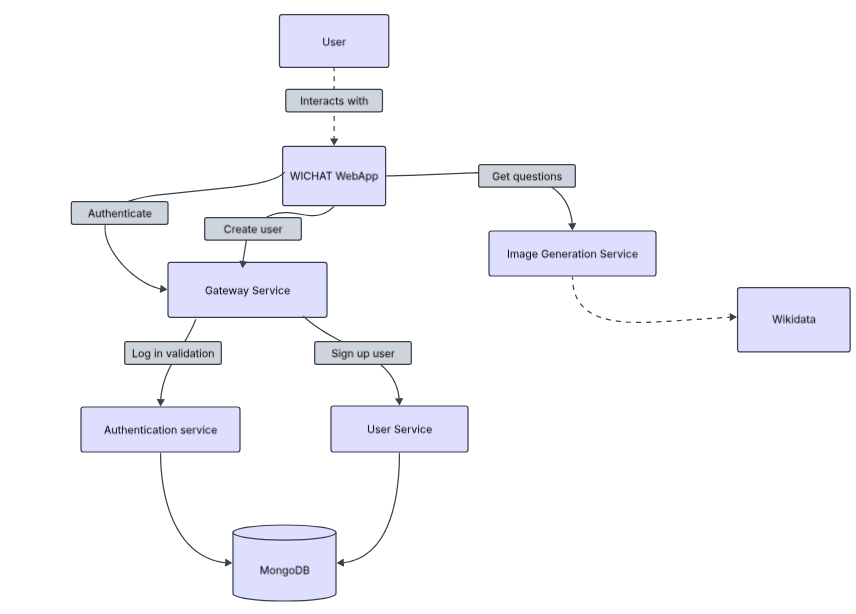 User
Interacts with
WICHAT WebApp
Get questions
Authenticate
Create user
Image Generation Service
Gateway Service
Wikidata
Log in validation
Sign up user
Authentication service
User Service
MongoDB